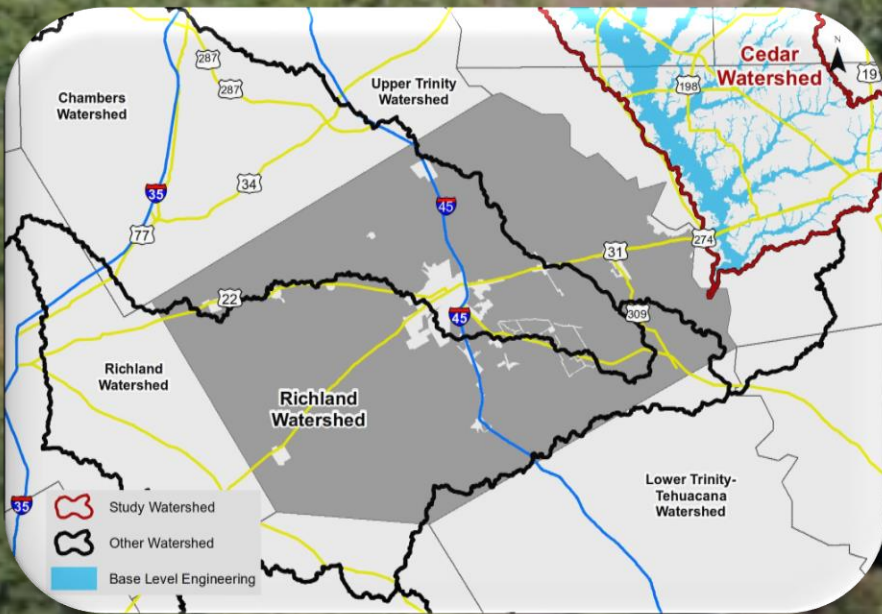 Cedar
Watershed
N
19
198
287
287
Upper Trinity
Watershed
Chambers
Watershed
34
35
45
77
274
31
22
45
309
Richland
Watershed
Richland
Watershed
Lower Trinity-
Tehuacana
Watershed
35
Study Watershed
Other Watershed
Base Level Engineering